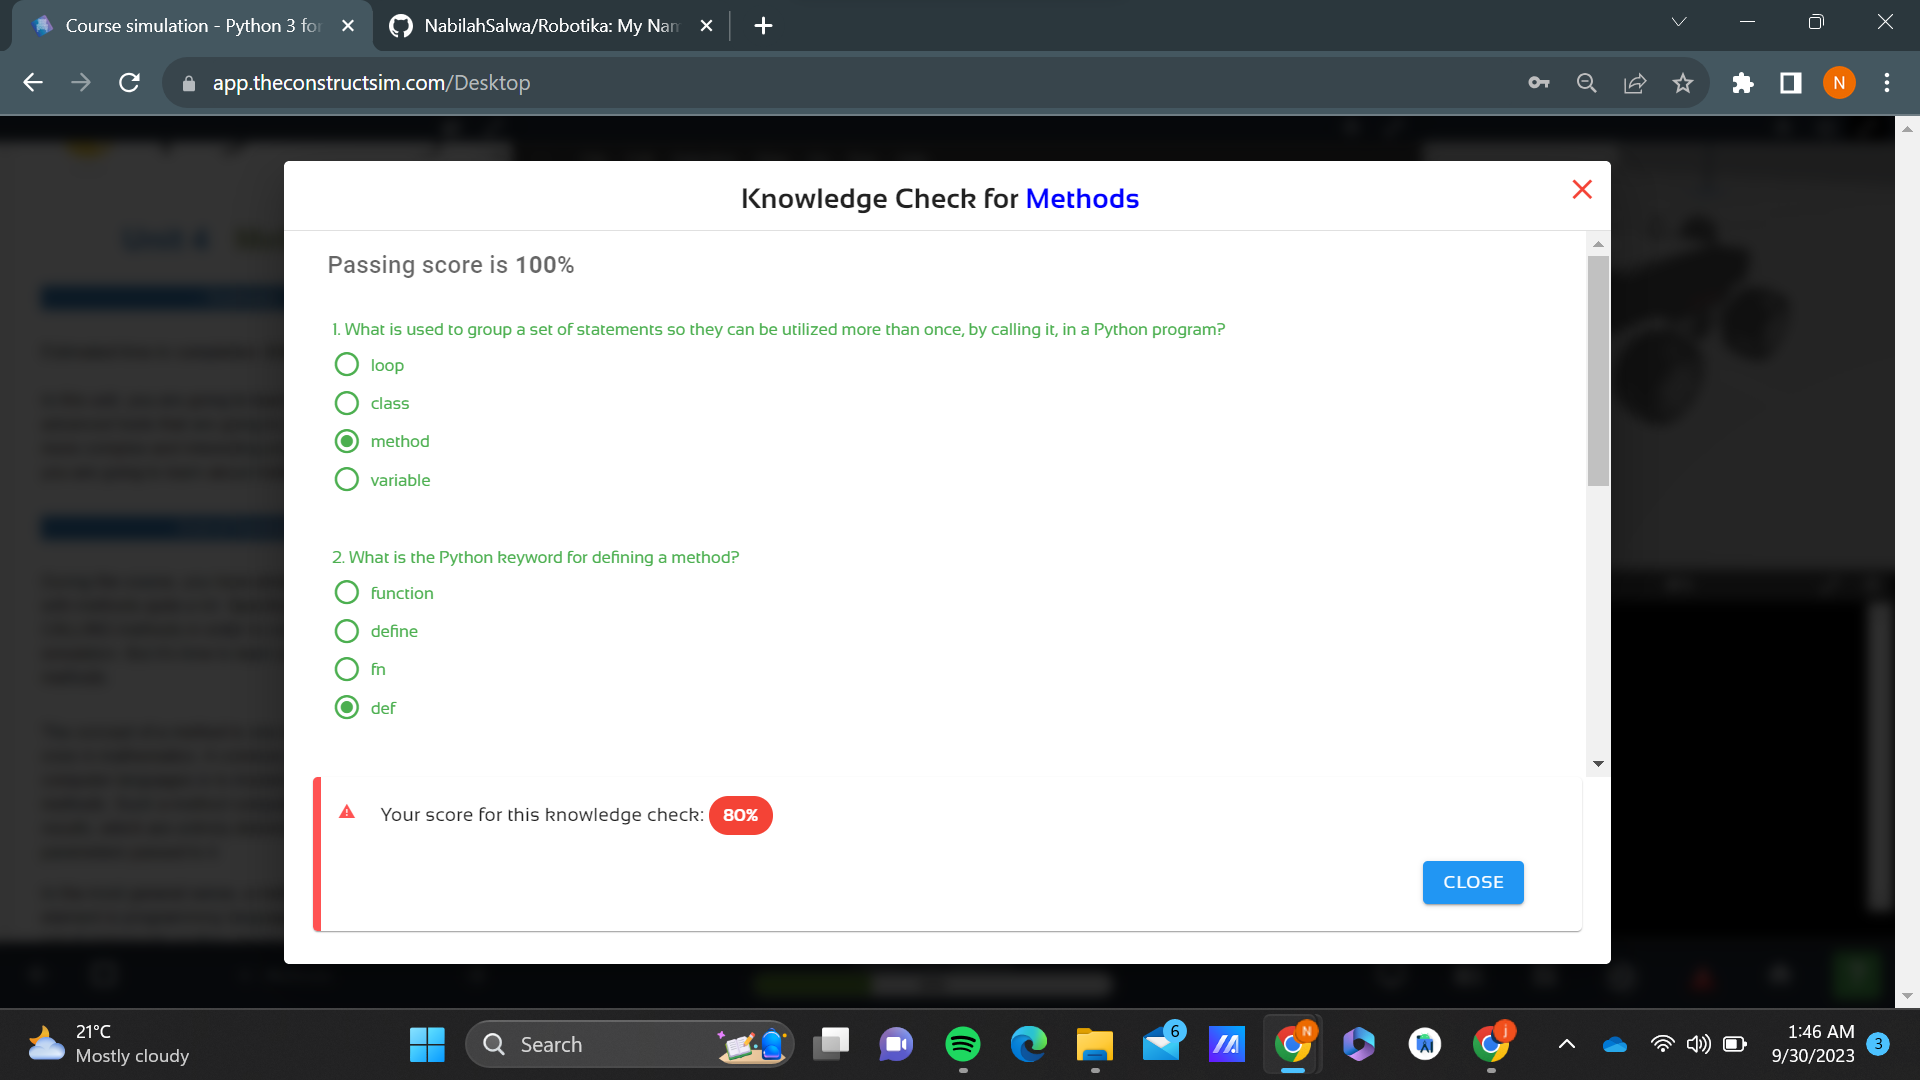 Course simulation - Python 3 for
NabilahSalwa/Robotika: My Nam
app.theconstructsim.com/Desktop
N
Knowledge Check for Methods
Passing score is 100%
1. What is used to group a set of statements so they can be utilized more than once, by calling it, in a Python program?
loop
class
method
variable
2. What is the Python keyword for defining a method?
function
define
fn
def
Your score for this knowledge check: 80%
CLOSE
21°C
Mostly cloudy
Search
6
N
j
1:46 AM
9/30/2023
3